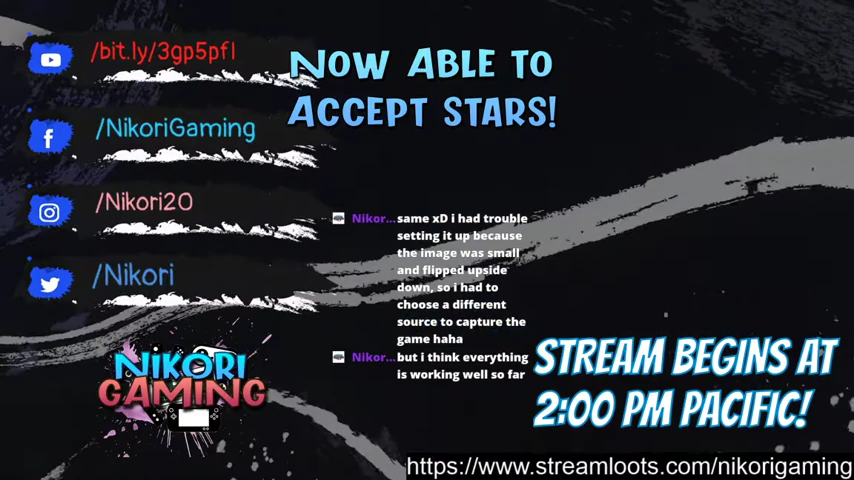 /bit.ly/3gp5pfl
/NikoriGaming
/Nikori20
/Nikori
NIKORI
GAMING
NOW ABLE TO
ACCEPT STARS!
Nikor... same xD i had trouble
setting it up because
the image was small
and flipped upside
down, so i had to
choose a different
source to capture the
game haha
Nikor... but i think everything
is working well so far
STREAM BEGINS AT
2:00 PM PACIFIC!
https://www.streamloots.com/nikorigaming